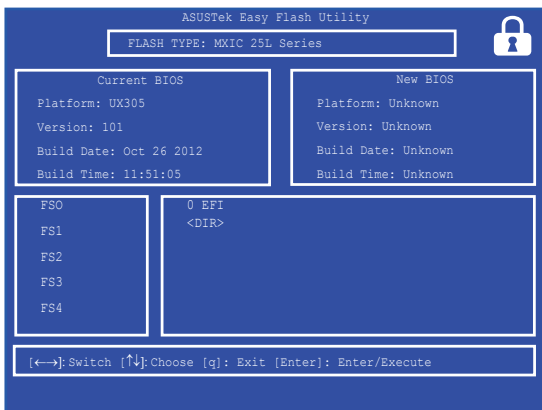 ASUSTek Easy Flash Utility
FLASH TYPE: MXIC 25L Series
Current BIOS
Platform: UX305
Version: 101
Build Date: Oct 26 2012
Build Time: 11:51:05
New BIOS
Platform: Unknown
Version: Unknown
Build Date: Unknown
Build Time: Unknown
FSO
FS1
FS2
FS3
FS4
0 EFI
<DIR>
[←→]: Switch [↑↓]: Choose [q]: Exit [Enter]: Enter/Execute